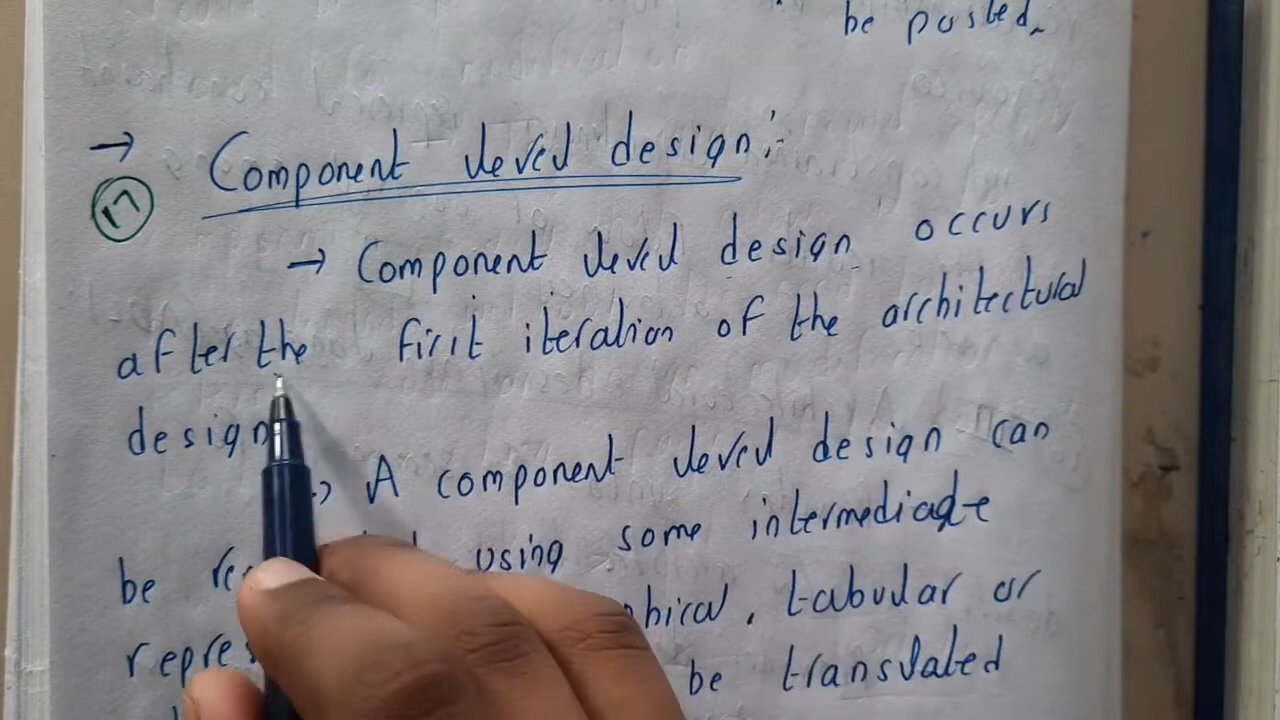 be posted.
→ Component level design:-
17
→ Component level design occurs
after the first iteration of the architectural
design
→ A component level design can
be using some intermediate
tabular or
be translated